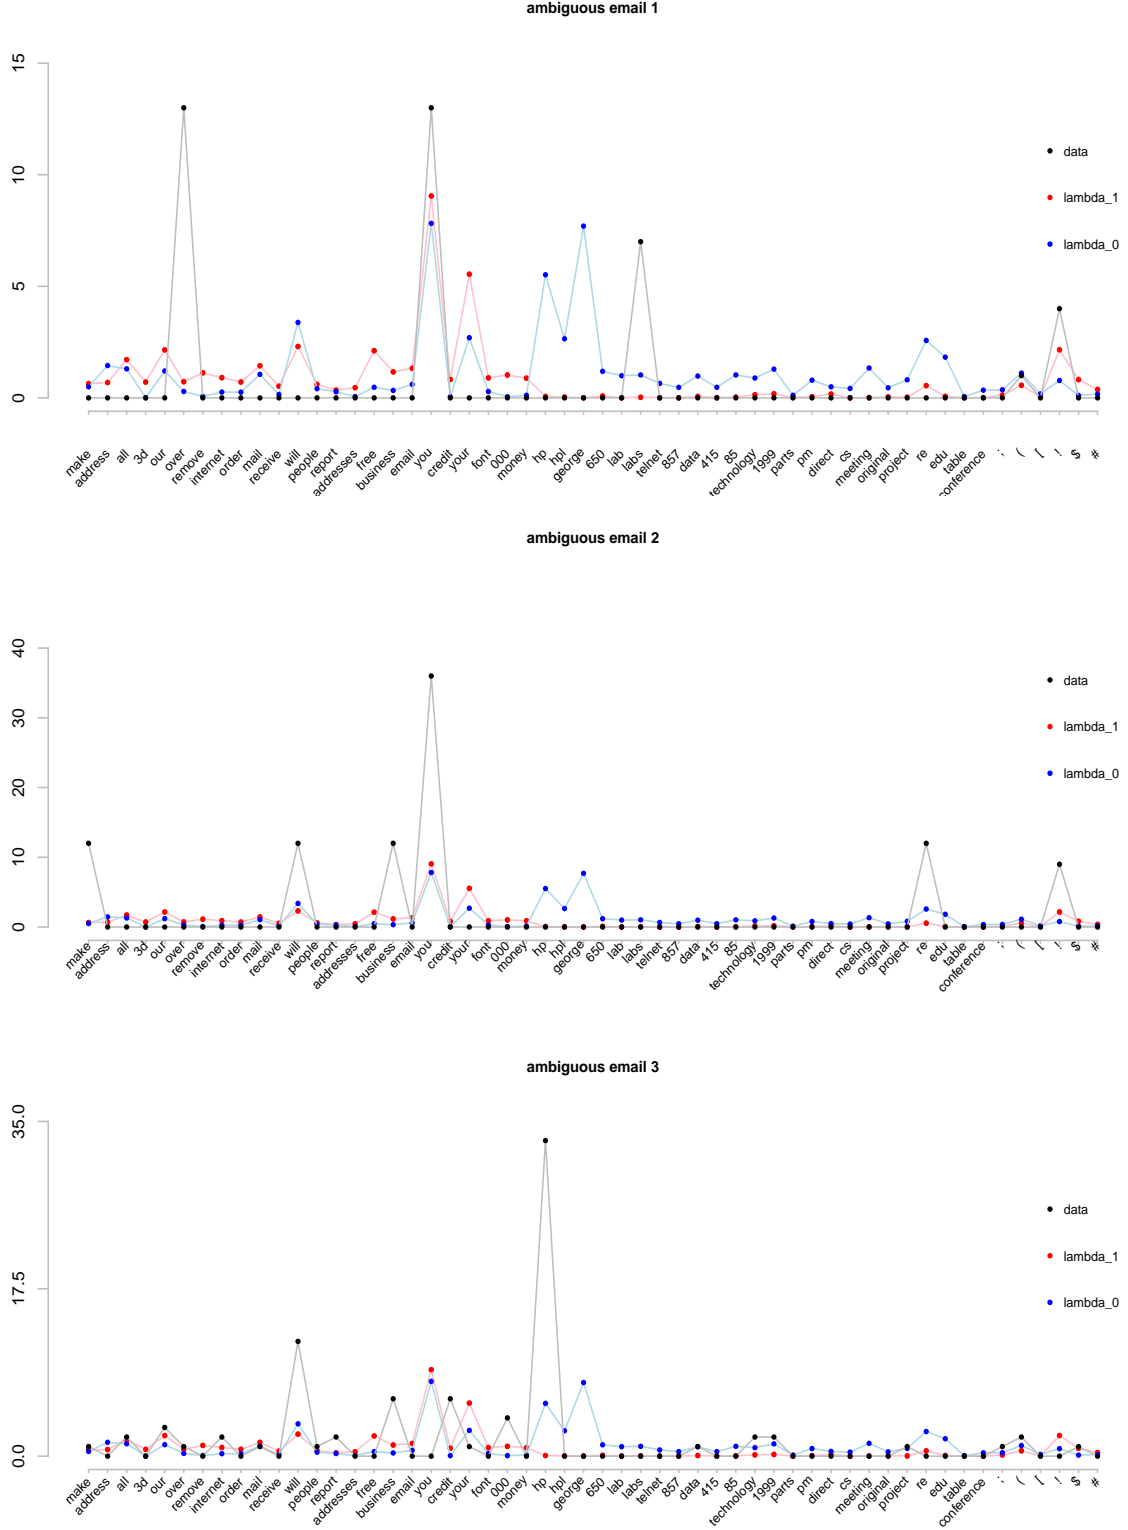 ambiguous email 1
15
10
5
0
data
lambda_1
lambda_0
make address all 3d our over remove internet order mail receive will people report addresses free business email you credit your font 000 money hp hpl george 650 lab labs telnet 857 data 415 85 technology 1999 parts pm direct cs meeting original project re edu table conference ; ( [ ! $ #
ambiguous email 2
40
30
20
10
0
data
lambda_1
lambda_0
make address all 3d our over remove internet order mail receive will people report addresses free business email you credit your font 000 money hp hpl george 650 lab labs telnet 857 data 415 85 technology 1999 parts pm direct cs meeting original project re edu table conference ; ( [ ! $ #
ambiguous email 3
35.0
17.5
0.0
data
lambda_1
lambda_0
make address all 3d our over remove internet order mail receive will people report addresses free business email you credit your font 000 money hp hpl george 650 lab labs telnet 857 data 415 85 technology 1999 parts pm direct cs meeting original project re edu table conference ; ( [ ! $ #